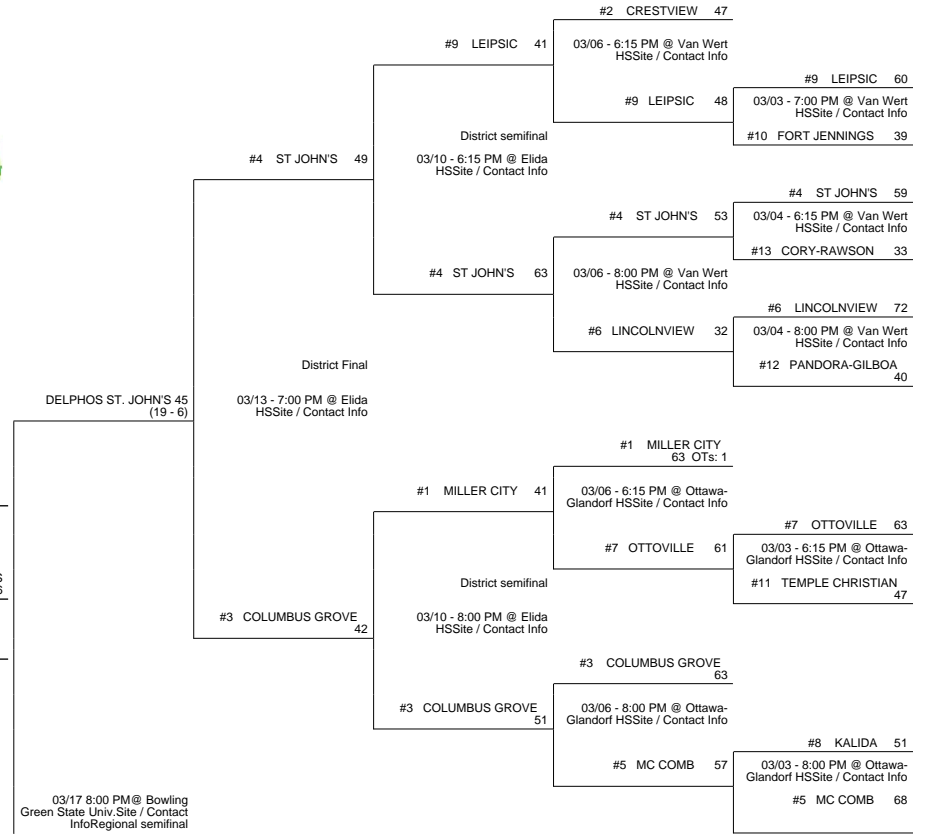 #2 CRESTVIEW 47
#9 LEIPSIC 41
03/06 - 6:15 PM @ Van Wert
HSSite / Contact Info
#9 LEIPSIC 60
#9 LEIPSIC 48
03/03 - 7:00 PM @ Van Wert
HSSite / Contact Info
#10 FORT JENNINGS 39
District semifinal
#4 ST JOHN'S 49
03/10 - 6:15 PM @ Elida
HSSite / Contact Info
#4 ST JOHN'S 59
#4 ST JOHN'S 53
03/04 - 6:15 PM @ Van Wert
HSSite / Contact Info
#13 CORY-RAWSON 33
#4 ST JOHN'S 63
03/06 - 8:00 PM @ Van Wert
HSSite / Contact Info
#6 LINCOLNVIEW 72
#6 LINCOLNVIEW 32
03/04 - 8:00 PM @ Van Wert
HSSite / Contact Info
#12 PANDORA-GILBOA
40
District Final
DELPHOS ST. JOHN'S 45
(19 - 6)
03/13 - 7:00 PM @ Elida
HSSite / Contact Info
#1 MILLER CITY
63 OTs: 1
#1 MILLER CITY 41
03/06 - 6:15 PM @ Ottawa-
Glandorf HSSite / Contact Info
#7 OTTOVILLE 63
#7 OTTOVILLE 61
03/03 - 6:15 PM @ Ottawa-
Glandorf HSSite / Contact Info
#11 TEMPLE CHRISTIAN
47
District semifinal
#3 COLUMBUS GROVE
42
03/10 - 8:00 PM @ Elida
HSSite / Contact Info
#3 COLUMBUS GROVE
63
#3 COLUMBUS GROVE
51
03/06 - 8:00 PM @ Ottawa-
Glandorf HSSite / Contact Info
#8 KALIDA 51
#5 MC COMB 57
03/03 - 8:00 PM @ Ottawa-
Glandorf HSSite / Contact Info
#5 MC COMB 68
03/17 8:00 PM@ Bowling
Green State Univ.Site / Contact
InfoRegional semifinal